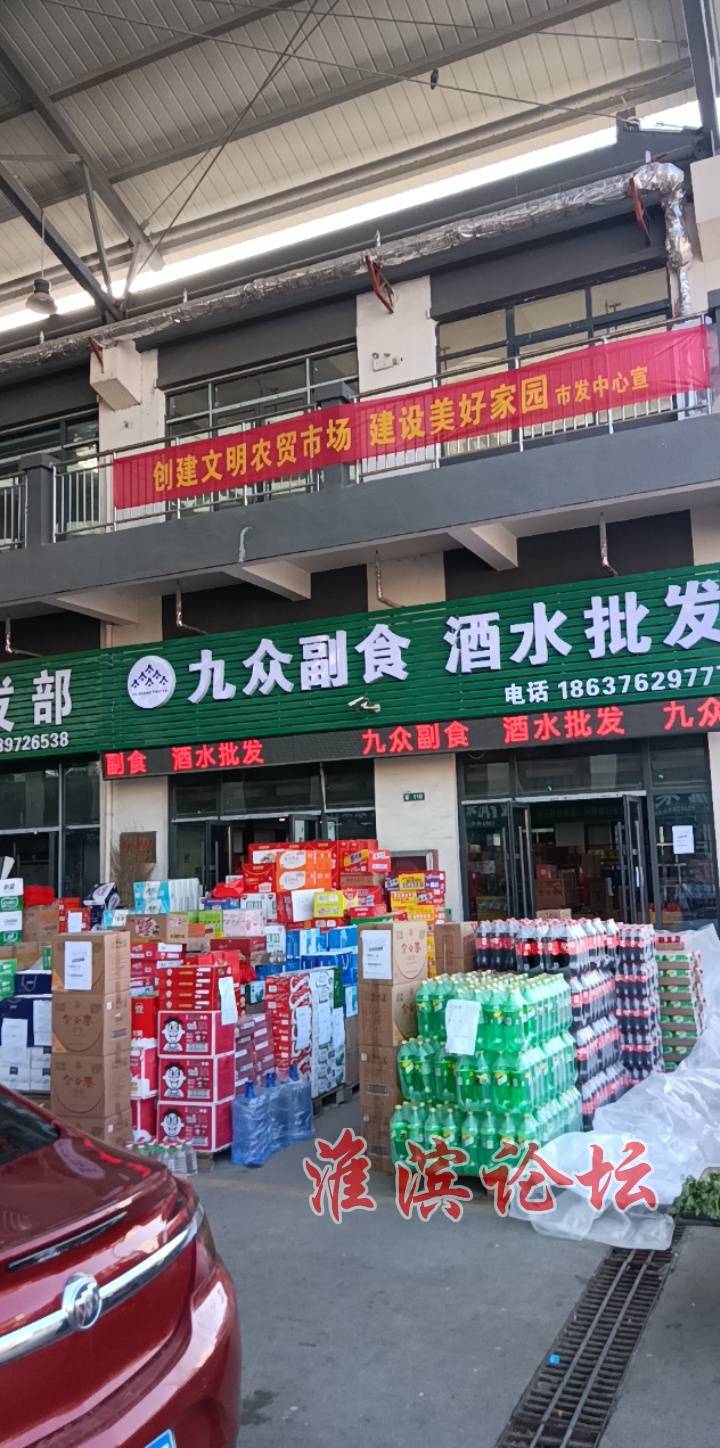 创建文明农贸市场 建设美好家园 市发中心宣
发部
39726538
九众副食 酒水批发
电话 1863762977
副食 酒水批发 九众副食 酒水批发 九众
淮滨论坛